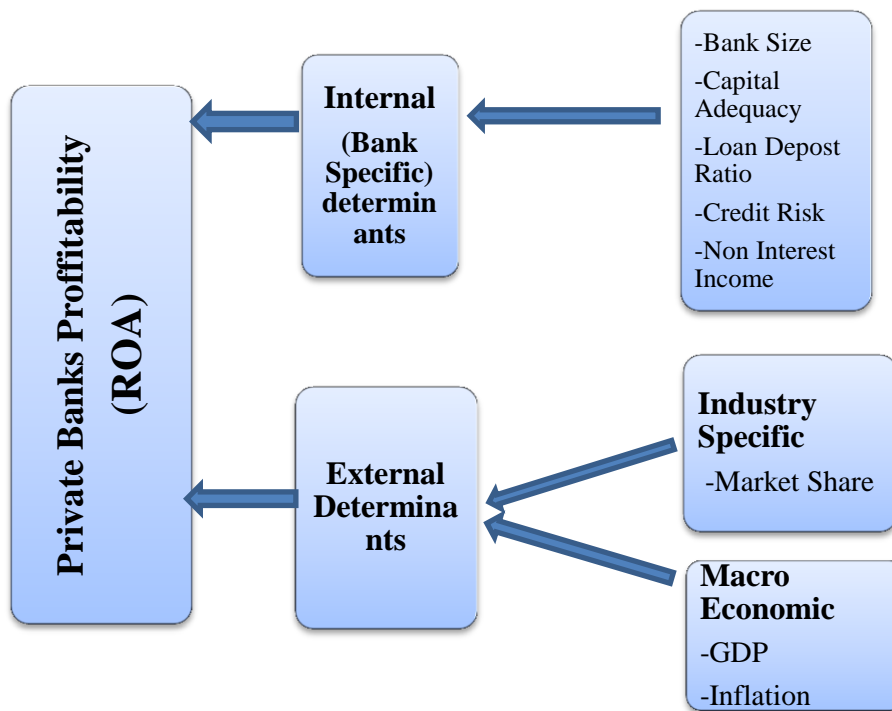 Private Banks Proffitability
(ROA)
Internal
(Bank
Specific)
determin
ants
-Bank Size
-Capital
Adequacy
-Loan Depost
Ratio
-Credit Risk
-Non Interest
Income
External
Determina
nts
Industry
Specific
-Market Share
Macro
Economic
-GDP
-Inflation